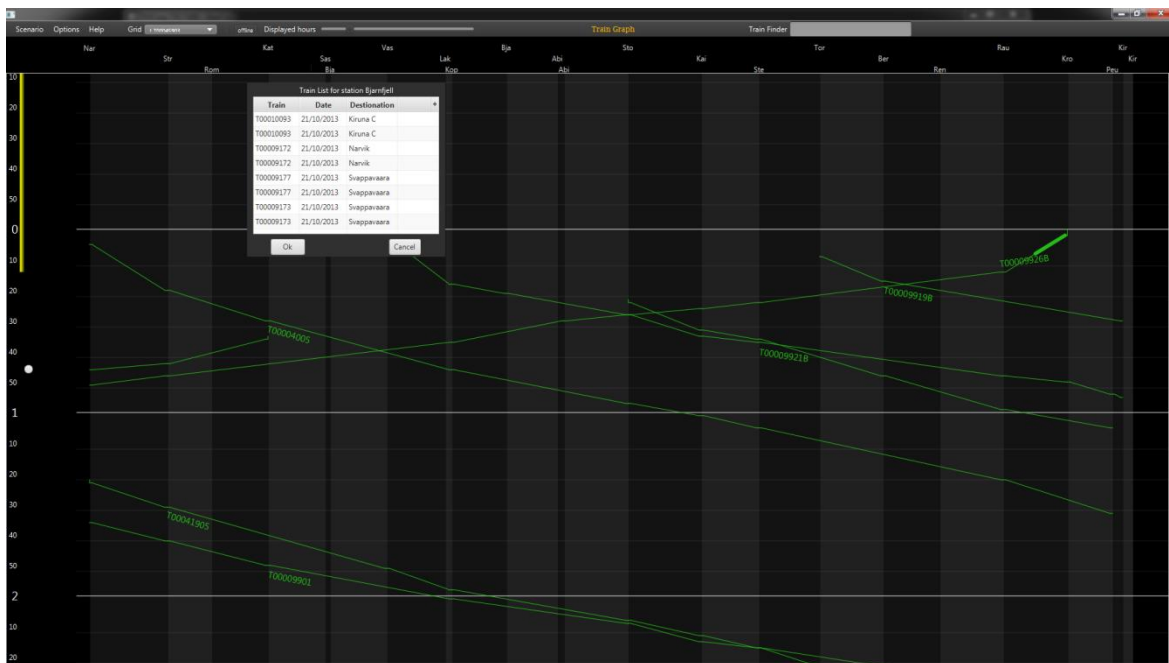 Scenario Options Help Grid offline Displayed hours Train Graph Train Finder
Nar Kat Vas Bja Sto Tor Rau Kir
Str Sas Lak Abi Kai Ber Kro Kir
Rom Bja Kop Abi Ste Ren Peu
Train List for station Bjarnfjell
Train Date Destionation
T00010093 21/10/2013 Kiruna C
T00010093 21/10/2013 Kiruna C
T00009172 21/10/2013 Narvik
T00009172 21/10/2013 Narvik
T00009177 21/10/2013 Svappavaara
T00009177 21/10/2013 Svappavaara
T00009173 21/10/2013 Svappavaara
T00009173 21/10/2013 Svappavaara
Ok Cancel
10
20
30
40
50
0
10
20
30
40
50
1
10
20
30
40
50
2
10
20
T00009926B
T00009919B
T00004005
T00009921B
T00041905
T00009901